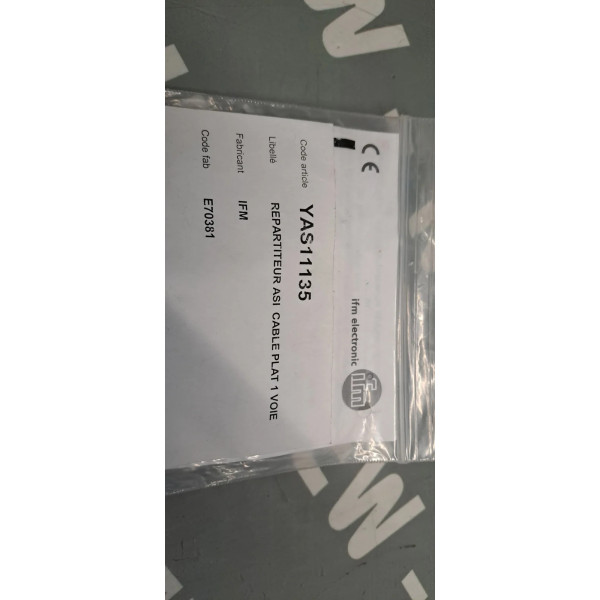 CE
ifm electronic
ifm
Code article YAS11135
Libellé REPARTITEUR ASI CABLE PLAT 1 VOIE
Fabricant IFM
Code fab E70381